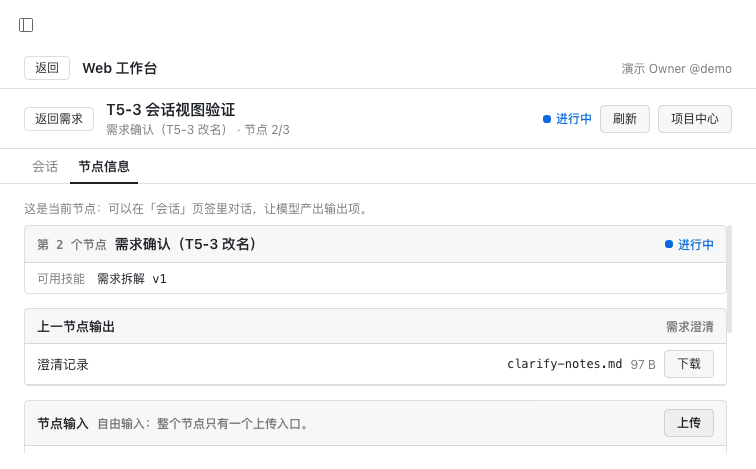 返回 Web 工作台 演示 Owner @demo
返回需求 T5-3 会话视图验证 进行中 刷新 项目中心
需求确认（T5-3 改名） · 节点 2/3
会话 节点信息
这是当前节点：可以在「会话」页签里对话，让模型产出输出项。
第 2 个节点 需求确认（T5-3 改名） 进行中
可用技能 需求拆解 v1
上一节点输出 需求澄清
澄清记录 clarify-notes.md 97 B 下载
节点输入 自由输入：整个节点只有一个上传入口。 上传